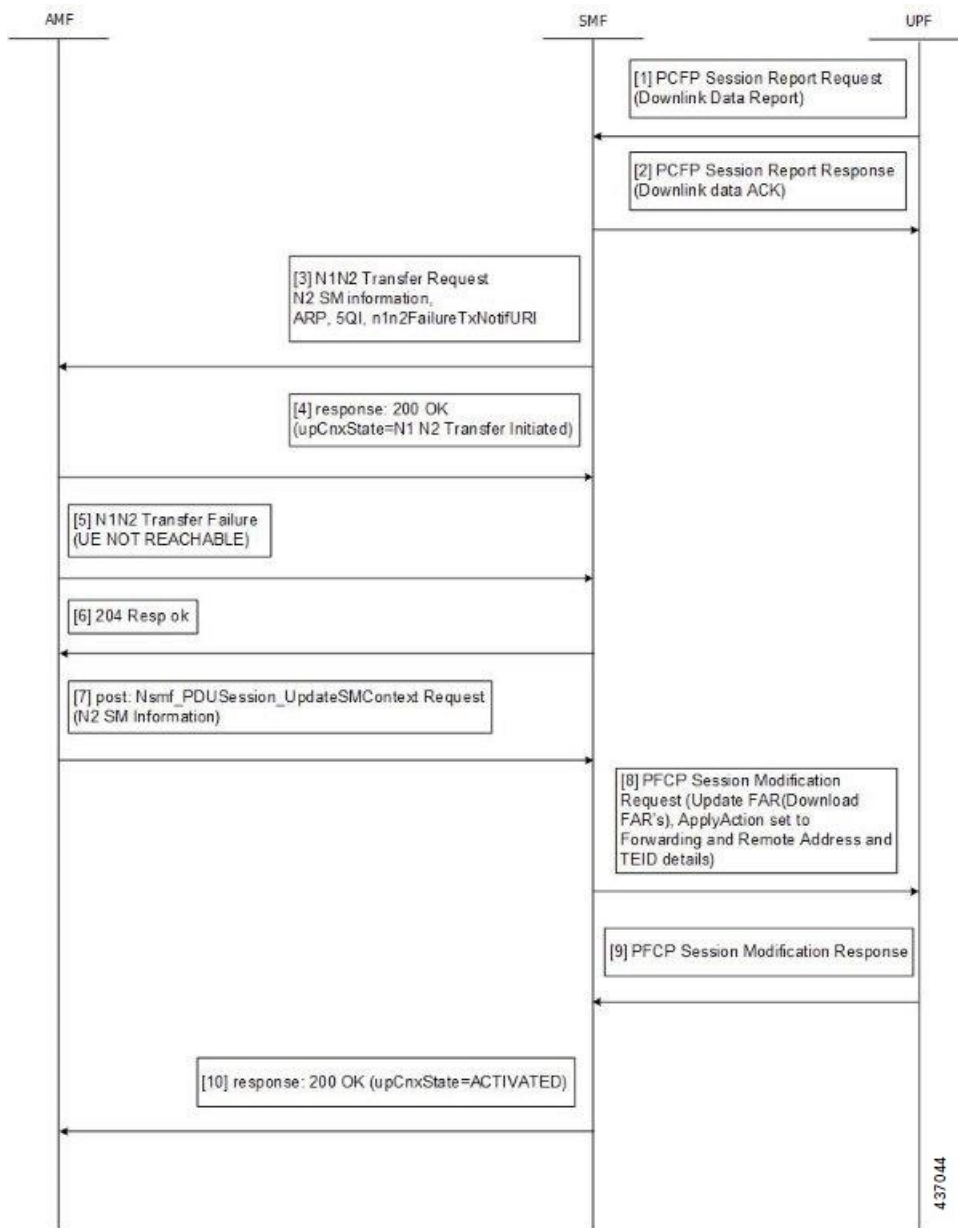 AMF
SMF
UPF
[1] PCFP Session Report Request
(Downlink Data Report)
[2] PCFP Session Report Response
(Downlink data ACK)
[3] N1N2 Transfer Request
N2 SM information,
ARP, 5QI, n1n2FailureTxNotifURI
[4] response: 200 OK
(upCnxState=N1 N2 Transfer Initiated)
[5] N1N2 Transfer Failure
(UE NOT REACHABLE)
[6] 204 Resp ok
[7] post: Nsmf_PDUSession_UpdateSMContext Request
(N2 SM Information)
[8] PFCP Session Modification
Request (Update FAR(Download
FAR's), ApplyAction set to
Forwarding and Remote Address and
TEID details)
[9] PFCP Session Modification Response
[10] response: 200 OK (upCnxState=ACTIVATED)
437044